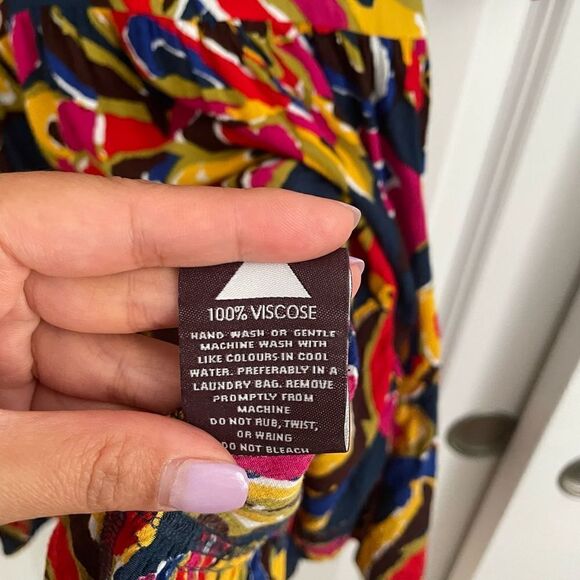 100% VISCOSE
HAND WASH OR GENTLE
MACHINE WASH WITH
LIKE COLOURS IN COOL
WATER. PREFERABLY IN A
LAUNDRY BAG. REMOVE
PROMPTLY FROM
MACHINE
DO NOT RUB, TWIST,
OR WRING
DO NOT BLEACH